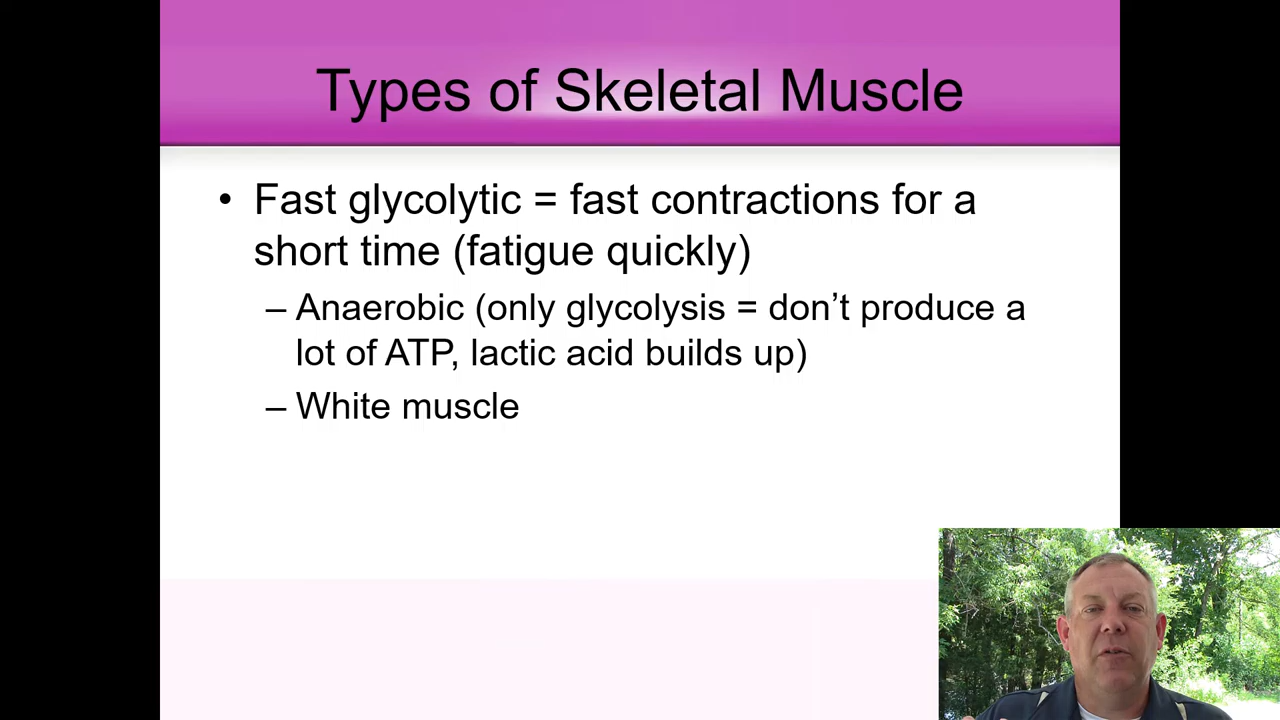 Types of Skeletal Muscle
• Fast glycolytic = fast contractions for a
short time (fatigue quickly)
– Anaerobic (only glycolysis = don’t produce a
lot of ATP, lactic acid builds up)
– White muscle